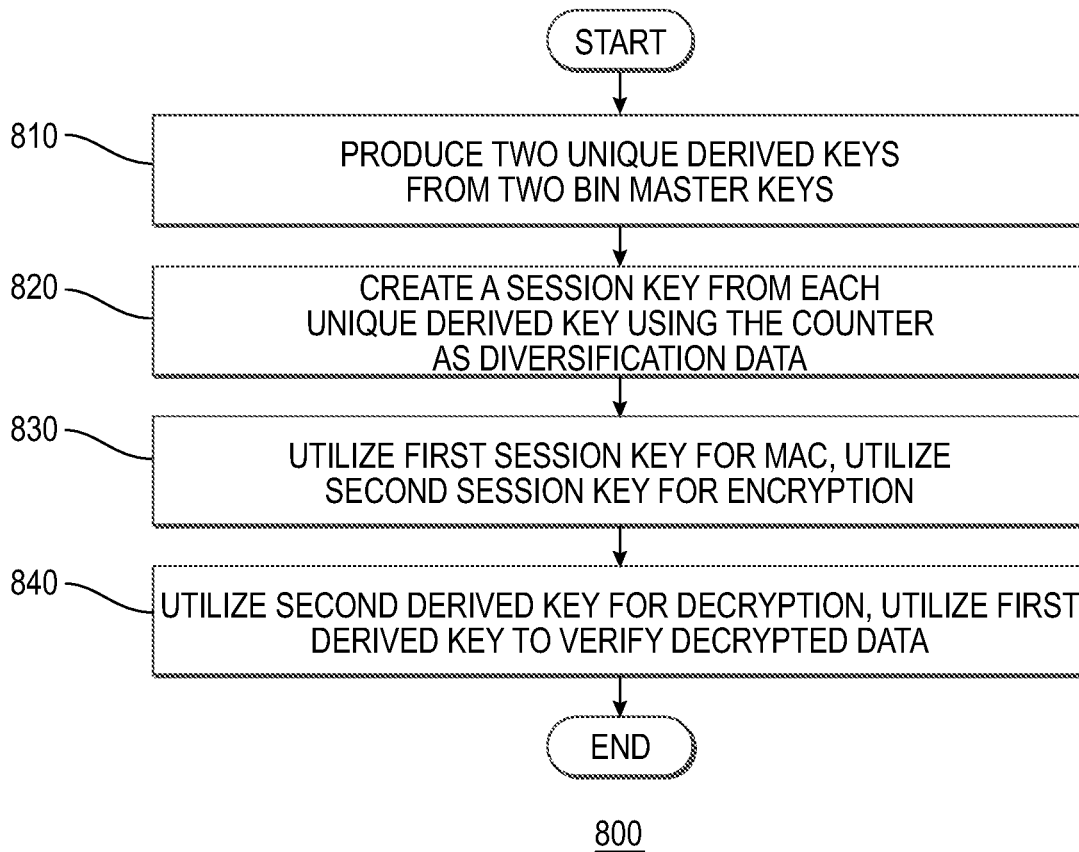 START
810
PRODUCE TWO UNIQUE DERIVED KEYS
FROM TWO BIN MASTER KEYS
820
CREATE A SESSION KEY FROM EACH
UNIQUE DERIVED KEY USING THE COUNTER
AS DIVERSIFICATION DATA
830
UTILIZE FIRST SESSION KEY FOR MAC, UTILIZE
SECOND SESSION KEY FOR ENCRYPTION
840
UTILIZE SECOND DERIVED KEY FOR DECRYPTION, UTILIZE FIRST
DERIVED KEY TO VERIFY DECRYPTED DATA
END
800